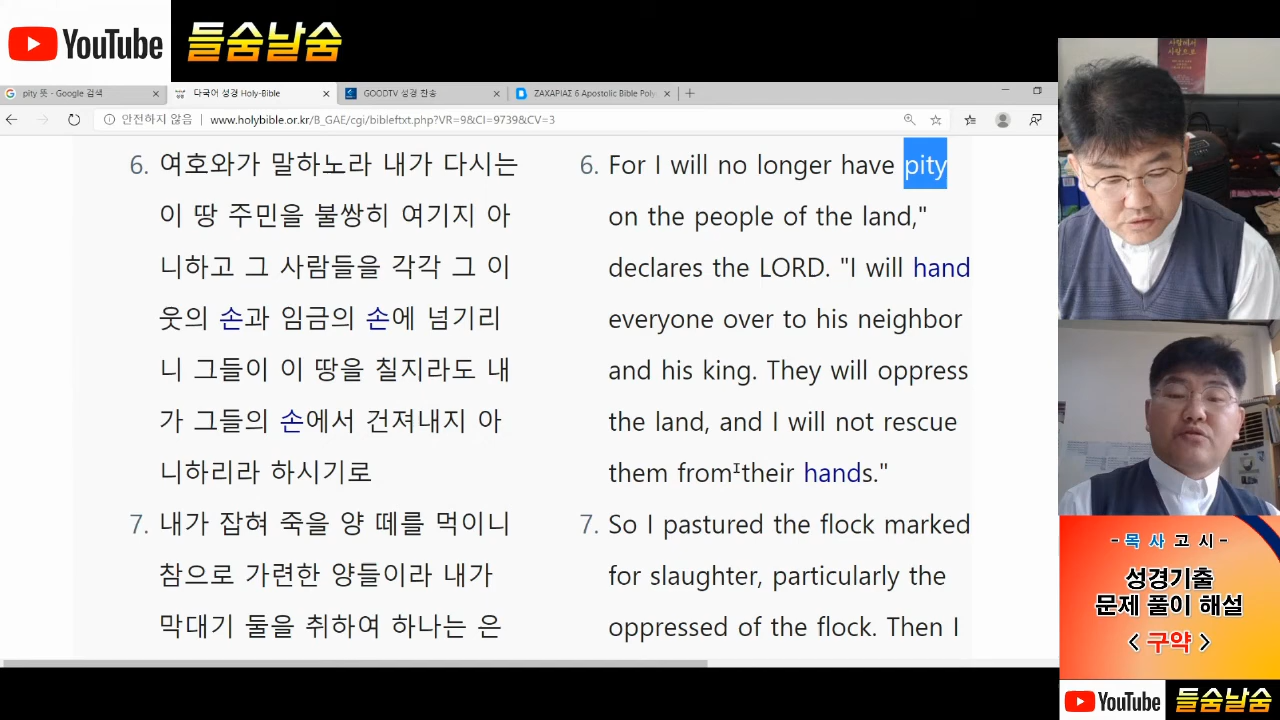 YouTube 들숨날숨
pity 뜻 - Google 검색
다국어 성경 Holy-Bible
GOODTV 성경 찬송
ZAXAPIAΣ 6 Apostolic Bible Poly
안전하지 않음 www.holybible.or.kr/B_GAE/cgi/bibleftxt.php?VR=9&CI=9739&CV=3
6. 여호와가 말하노라 내가 다시는
이 땅 주민을 불쌍히 여기지 아
니하고 그 사람들을 각각 그 이
웃의 손과 임금의 손에 넘기리
니 그들이 이 땅을 칠지라도 내
가 그들의 손에서 건져내지 아
니하리라 하시기로
7. 내가 잡혀 죽을 양 떼를 먹이니
참으로 가련한 양들이라 내가
막대기 둘을 취하여 하나는 은
6. For I will no longer have pity
on the people of the land,"
declares the LORD. "I will hand
everyone over to his neighbor
and his king. They will oppress
the land, and I will not rescue
them from their hands."
7. So I pastured the flock marked
for slaughter, particularly the
oppressed of the flock. Then I
사랑에서
사랑으로
- 목 사 고 시 -
성경기출
문제 풀이 해설
< 구약 >
YouTube 들숨날숨